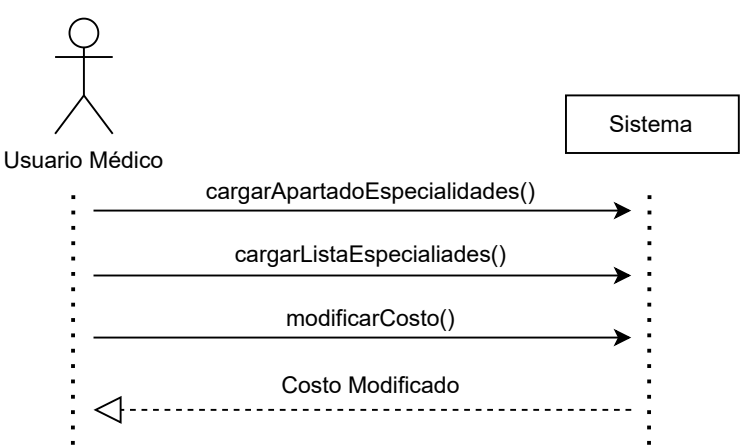 Usuario Médico
Sistema
cargarApartadoEspecialidades()
cargarListaEspecialiades()
modificarCosto()
Costo Modificado